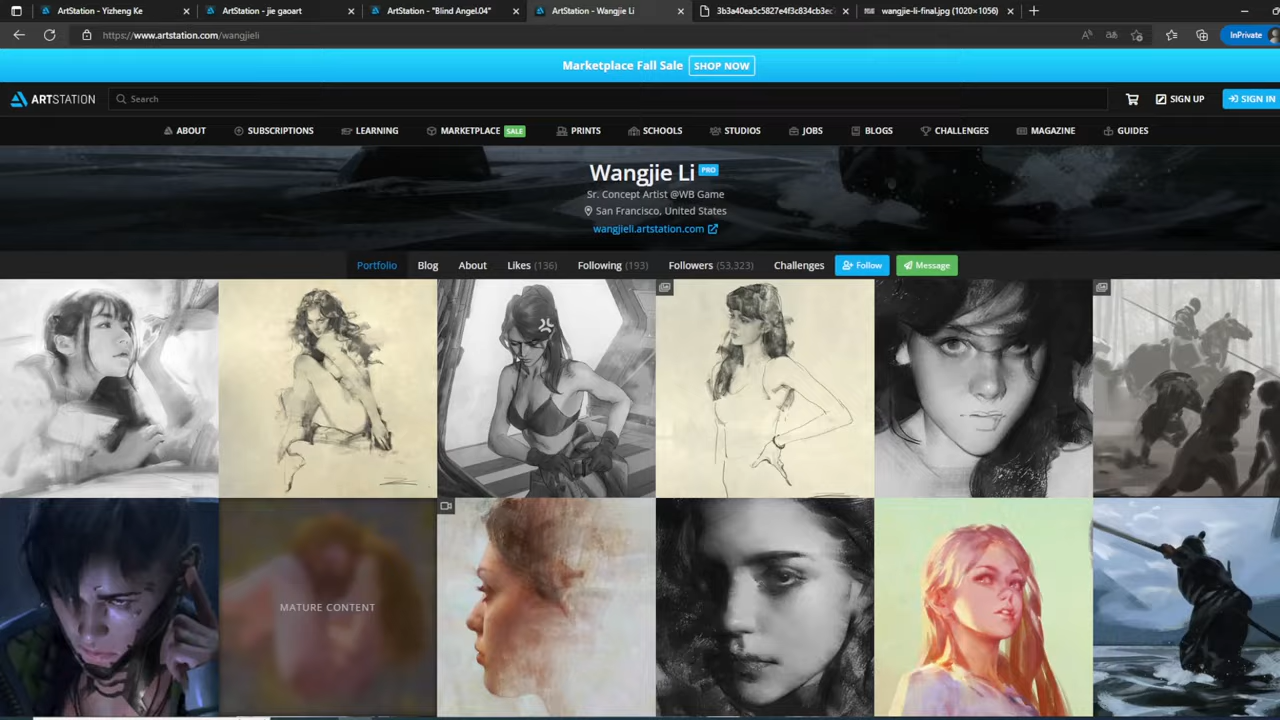 ArtStation - Yizheng Ke
ArtStation - jie gaoart
ArtStation - "Blind Angel.04"
ArtStation - Wangjie Li
3b3a40ea5c5827e4f3c834cb3ec
wangjie-li-final.jpg (1020×1056)
https://www.artstation.com/wangjieli
InPrivate
Marketplace Fall Sale SHOP NOW
ARTSTATION
Search
SIGN UP
SIGN IN
ABOUT
SUBSCRIPTIONS
LEARNING
MARKETPLACE SALE
PRINTS
SCHOOLS
STUDIOS
JOBS
BLOGS
CHALLENGES
MAGAZINE
GUIDES
Wangjie Li PRO
Sr. Concept Artist @WB Game
San Francisco, United States
wangjieli.artstation.com
Portfolio
Blog
About
Likes (136)
Following (193)
Followers (53,323)
Challenges
Follow
Message
MATURE CONTENT